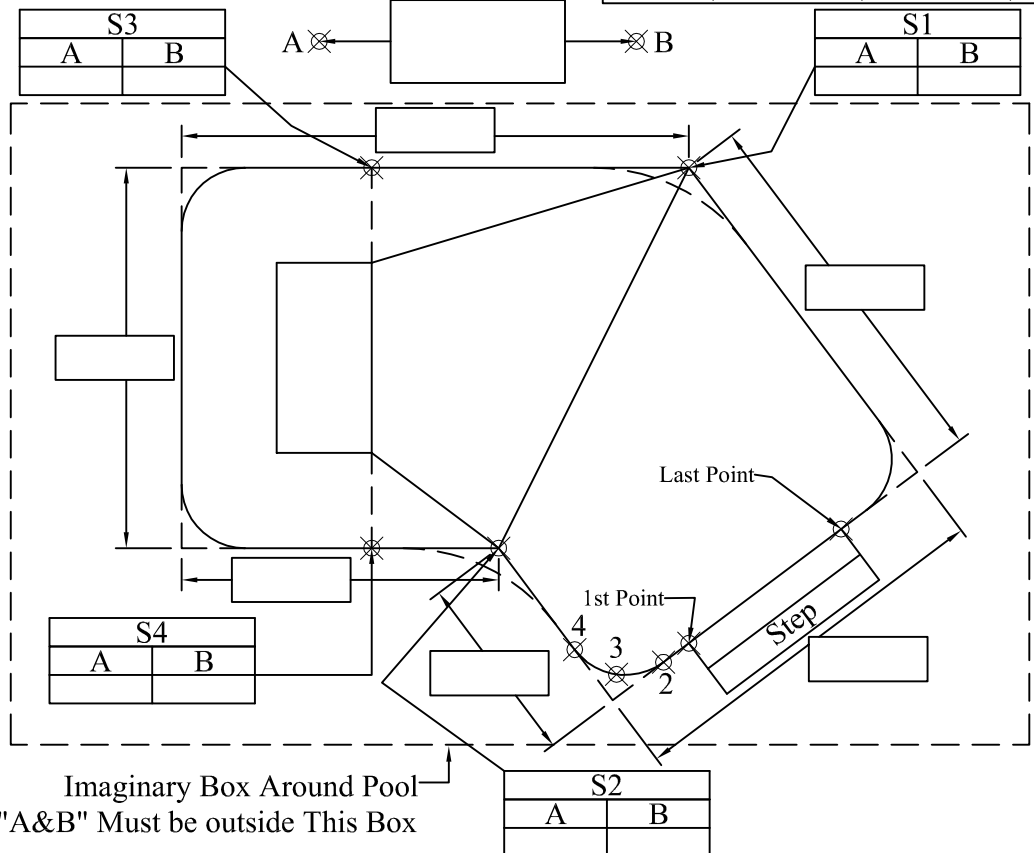 S3
A B
A B
S1
A B
Last Point
1st Point
4
3
2
Step
S4
A B
Imaginary Box Around Pool
"A&B" Must be outside This Box
S2
A B